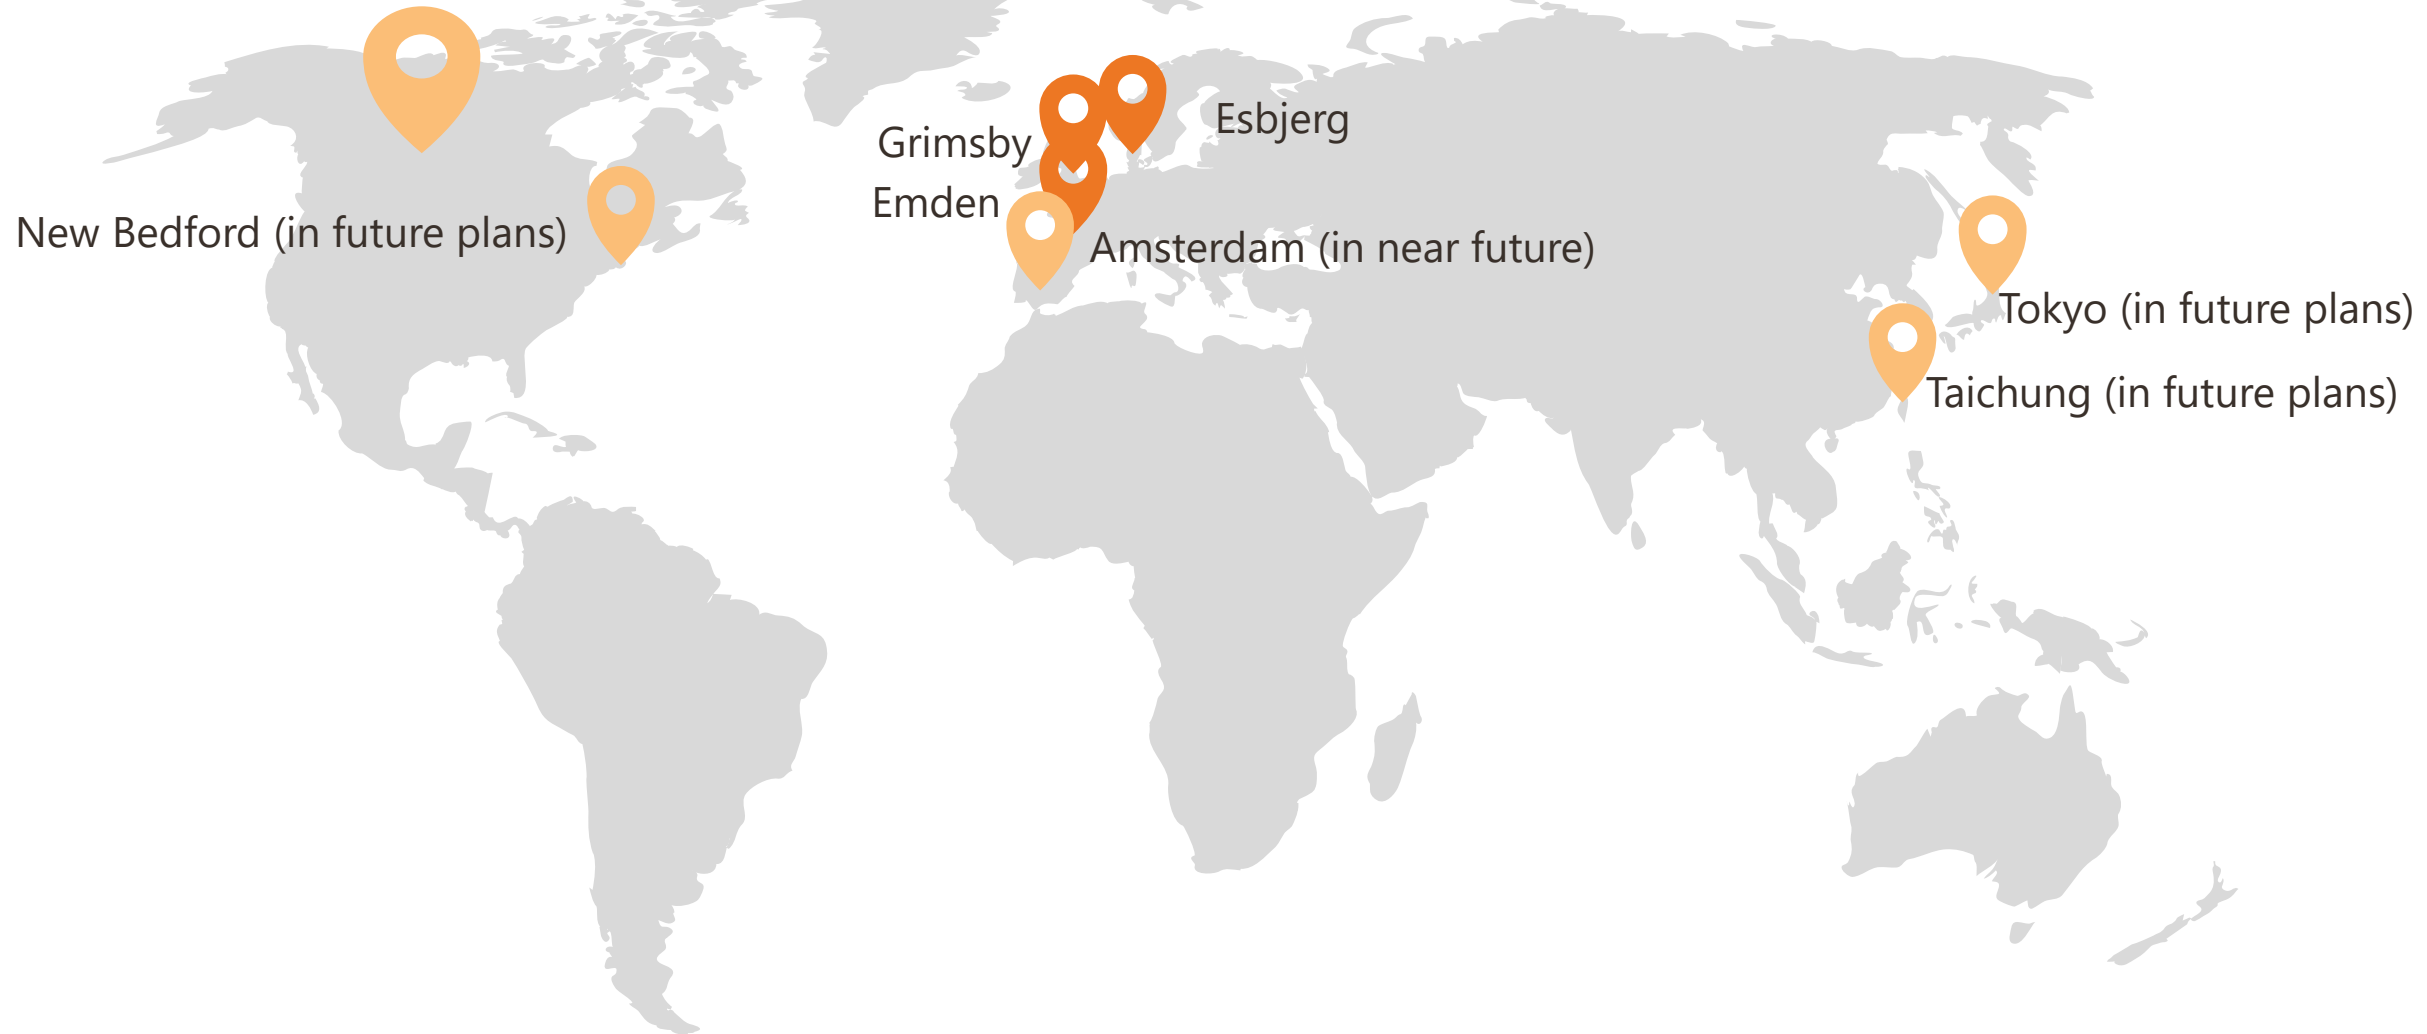 Esbjerg
Grimsby
Emden
New Bedford (in future plans)
Amsterdam (in near future)
Tokyo (in future plans)
Taichung (in future plans)